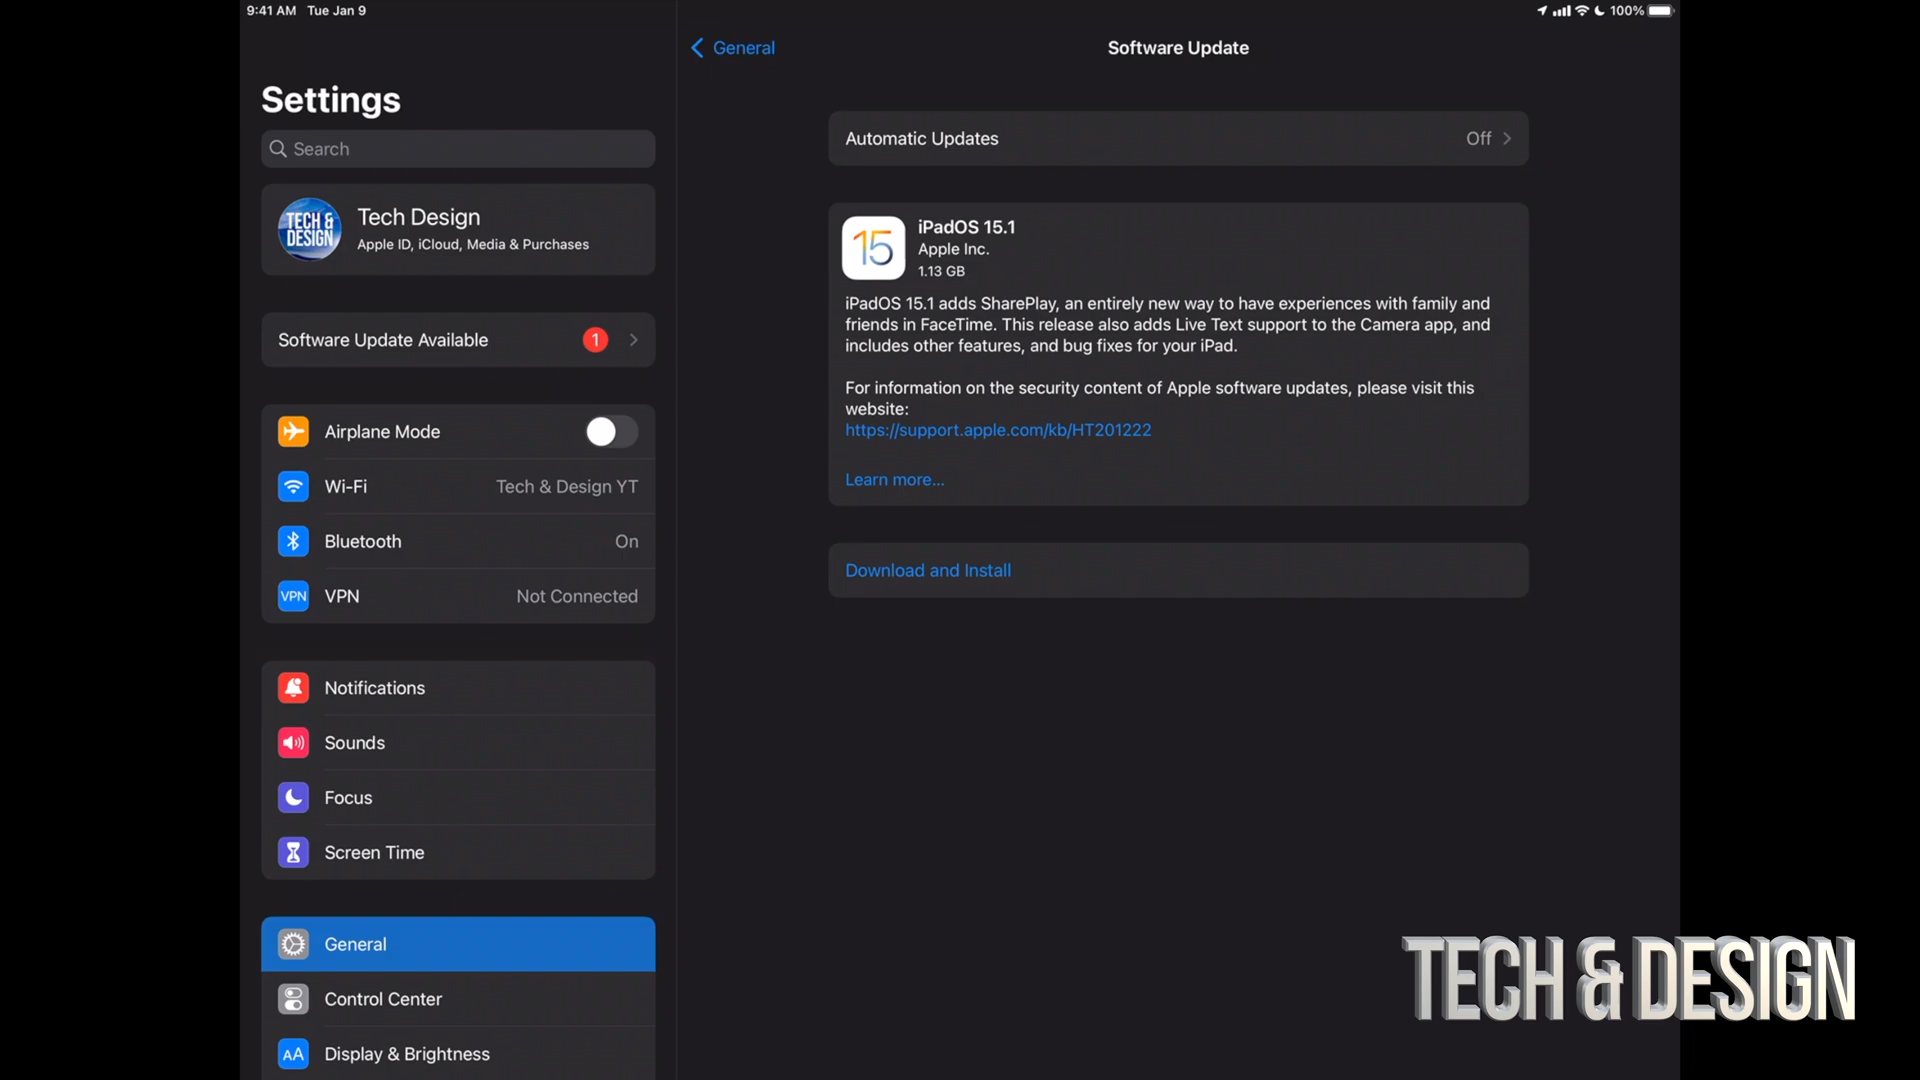 9:41 AM Tue Jan 9
100%
Settings
Search
TECH &
DESIGN
Tech Design
Apple ID, iCloud, Media & Purchases
Software Update Available 1
Airplane Mode
Wi-Fi Tech & Design YT
Bluetooth On
VPN VPN Not Connected
Notifications
Sounds
Focus
Screen Time
General
Control Center
AA Display & Brightness
General
Software Update
Automatic Updates Off
15
iPadOS 15.1
Apple Inc.
1.13 GB
iPadOS 15.1 adds SharePlay, an entirely new way to have experiences with family and
friends in FaceTime. This release also adds Live Text support to the Camera app, and
includes other features, and bug fixes for your iPad.
For information on the security content of Apple software updates, please visit this
website:
https://support.apple.com/kb/HT201222
Learn more...
Download and Install
TECH & DESIGN